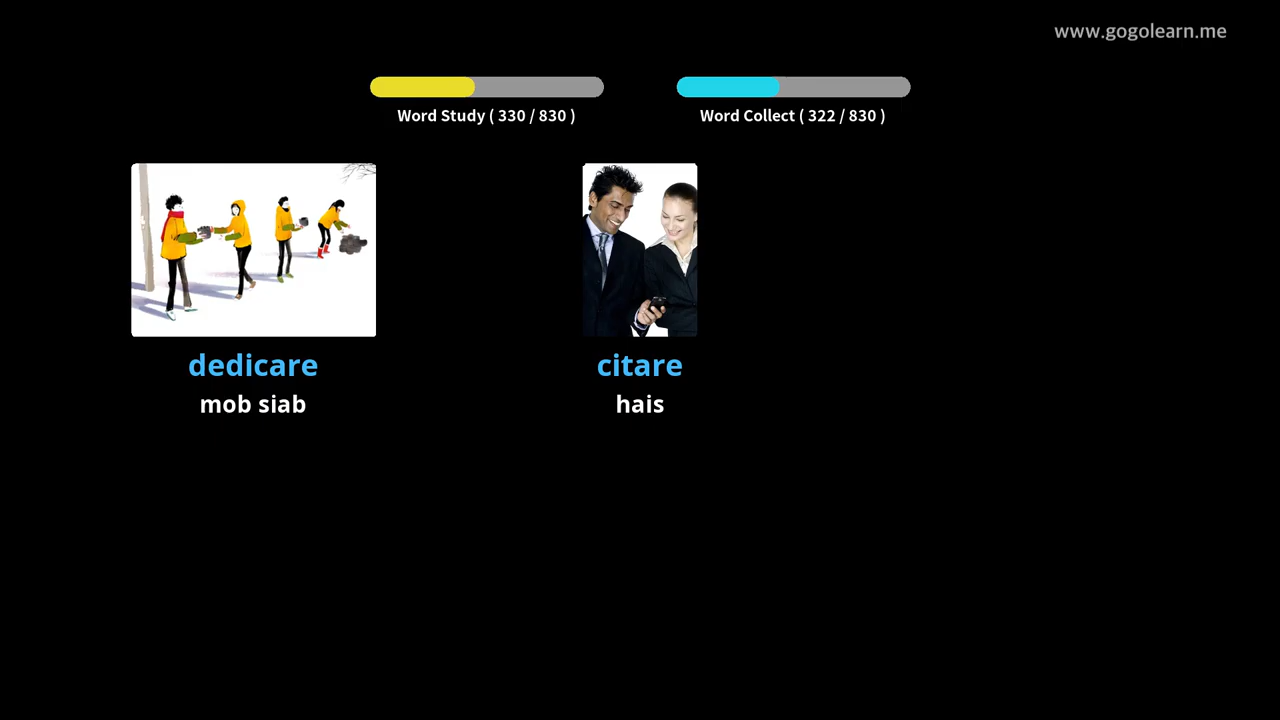 www.gogolearn.me
Word Study ( 330 / 830 )
Word Collect ( 322 / 830 )
dedicare
mob siab
citare
hais